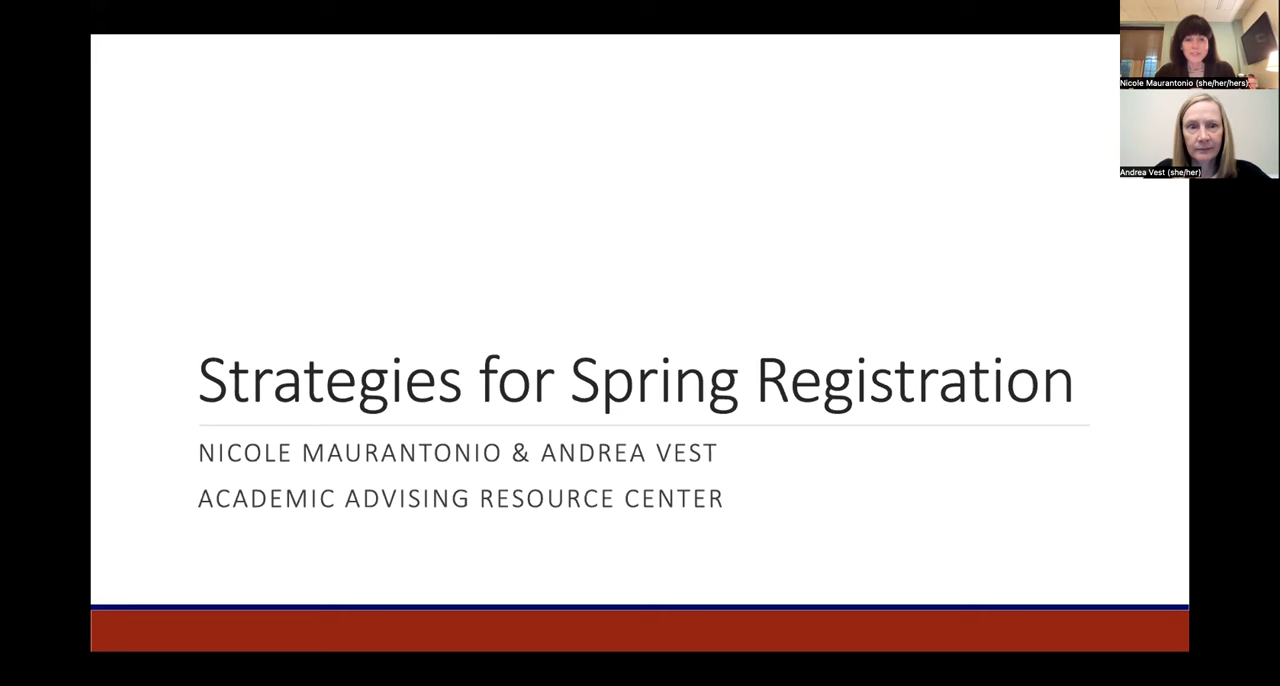 Nicole Maurantonio (she/her/hers)
Andrea Vest (she/her)
Strategies for Spring Registration
NICOLE MAURANTONIO & ANDREA VEST
ACADEMIC ADVISING RESOURCE CENTER